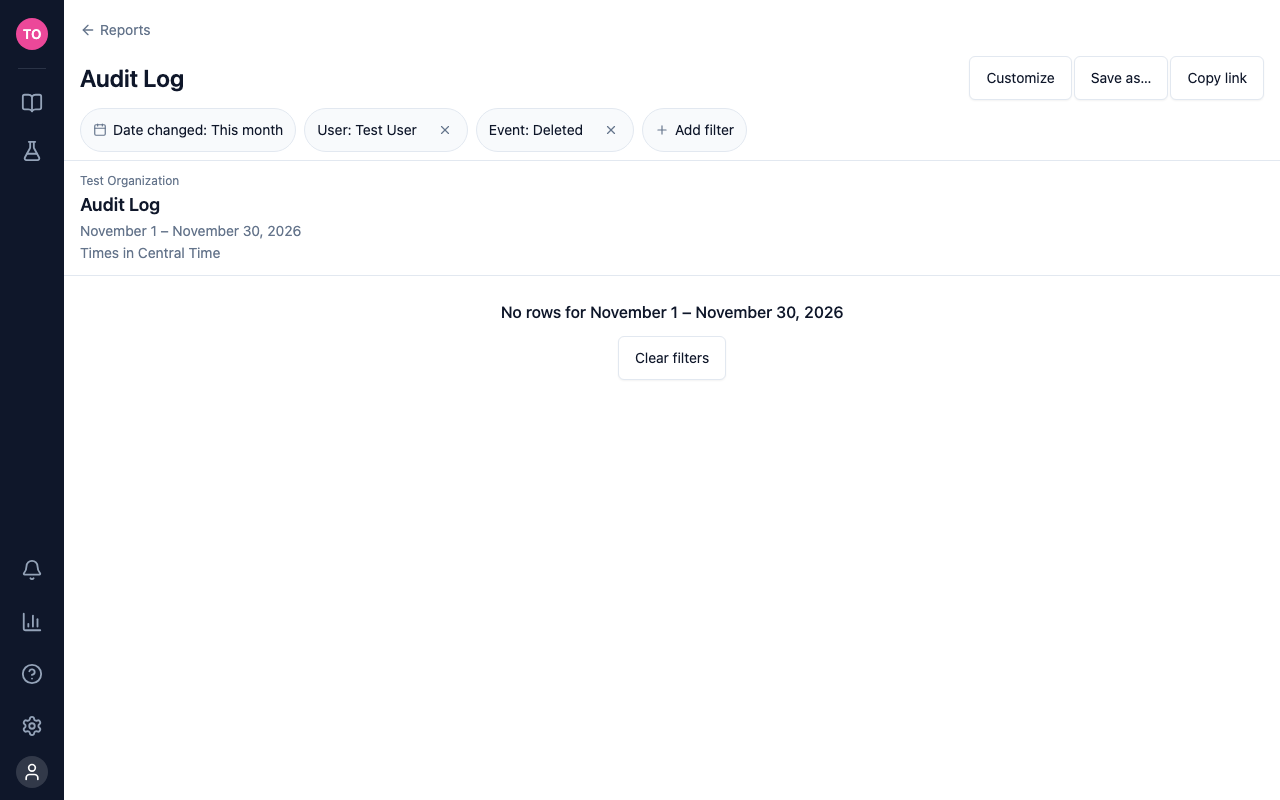 TO
Reports
Audit Log
Customize
Save as...
Copy link
Date changed: This month
User: Test User
Event: Deleted
Add filter
Test Organization
Audit Log
November 1 – November 30, 2026
Times in Central Time
No rows for November 1 – November 30, 2026
Clear filters